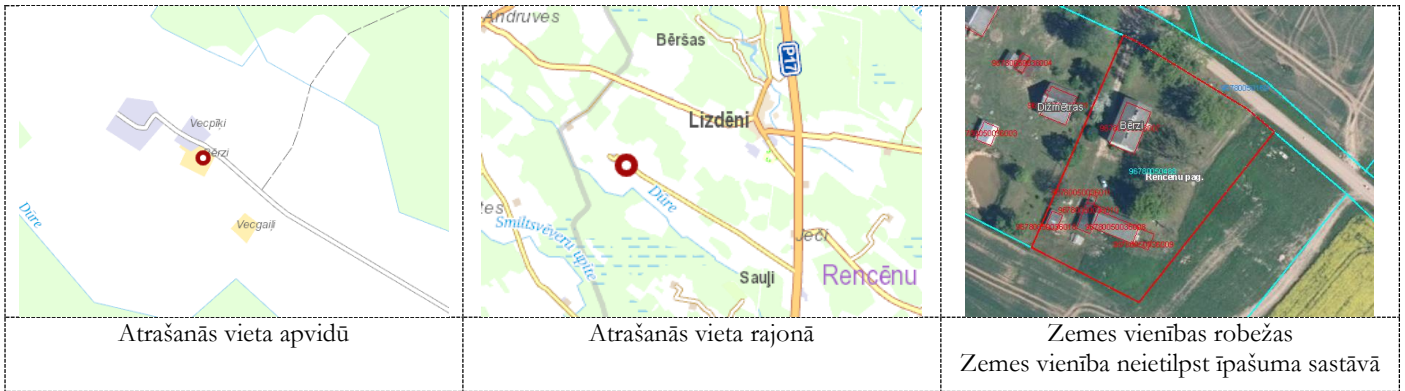 Vecpīķi
Bērzi
Vecgaiļi
Dūre
Atrašanās vieta apvidū
Andruves
Bēršas
P17
Lizdēni
Dūre
Smiltsvēveru upīte
Ječi
Sauļi
Rencēnu
Atrašanās vieta rajonā
Dižmētras
Bērzi
Rencēnu pag.
Zemes vienības robežas
Zemes vienība neietilpst īpašuma sastāvā